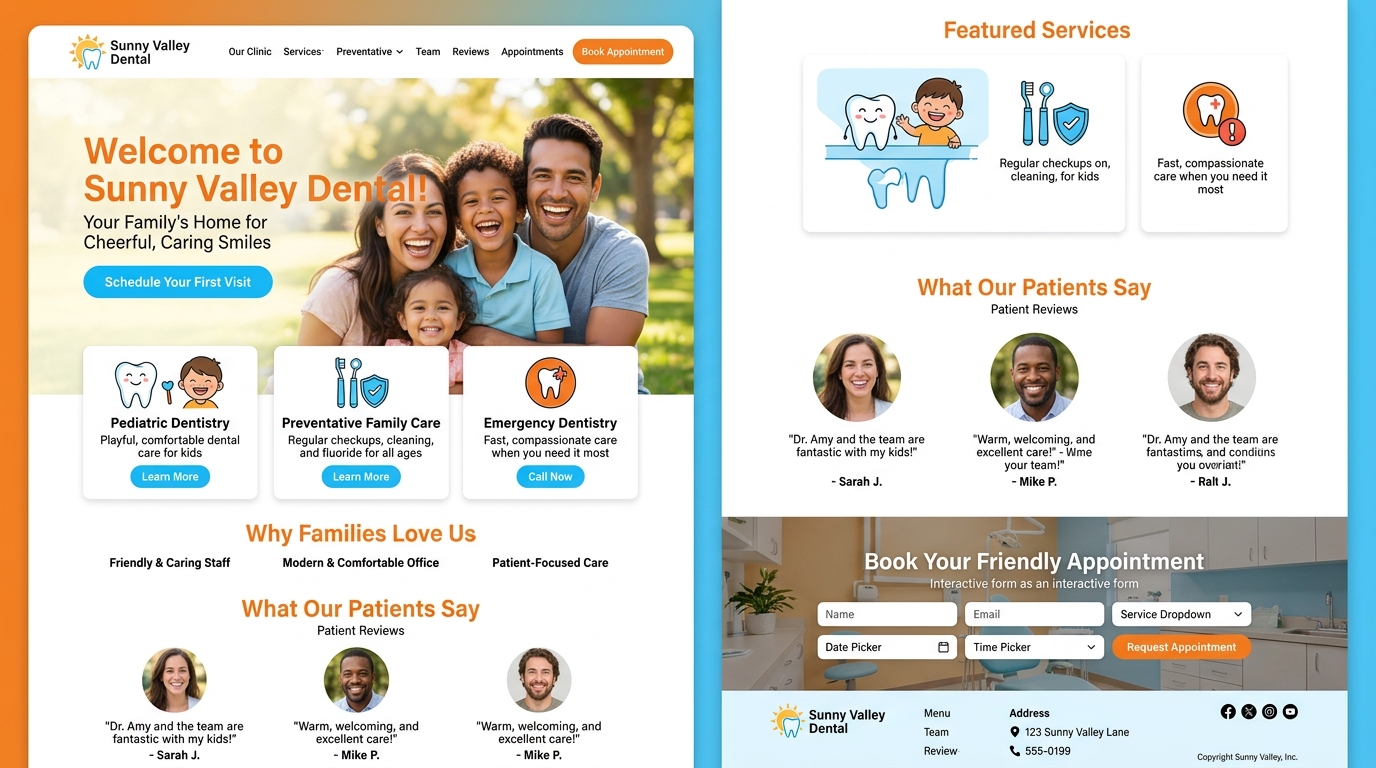 Sunny Valley
Dental
Our Clinic
Services
Preventative
Team
Reviews
Appointments
Book Appointment
Welcome to
Sunny Valley Dental!
Your Family's Home for
Cheerful, Caring Smiles
Schedule Your First Visit
Pediatric Dentistry
Playful, comfortable dental
care for kids
Learn More
Preventative Family Care
Regular checkups, cleaning,
and fluoride for all ages
Learn More
Emergency Dentistry
Fast, compassionate care
when you need it most
Call Now
Why Families Love Us
Friendly & Caring Staff
Modern & Comfortable Office
Patient-Focused Care
What Our Patients Say
Patient Reviews
"Dr. Amy and the team are
fantastic with my kids!"
- Sarah J.
"Warm, welcoming, and
excellent care!"
- Mike P.
"Warm, welcoming, and
excellent care!"
- Mike P.
Featured Services
Regular checkups on,
cleaning, for kids
Fast, compassionate
care when you need it
most
What Our Patients Say
Patient Reviews
"Dr. Amy and the team are
fantastic with my kids!"
- Sarah J.
"Warm, welcoming, and
excellent care!" -
your team!"
- Mike P.
"Dr. Amy and the team are
and
you
- Ralt J.
Book Your Friendly Appointment
Interactive form as an interactive form
Name
Email
Service Dropdown
Date Picker
Time Picker
Request Appointment
Sunny Valley
Dental
Menu
Team
Review
Address
123 Sunny Valley Lane
555-0199
Copyright Sunny Valley, Inc.